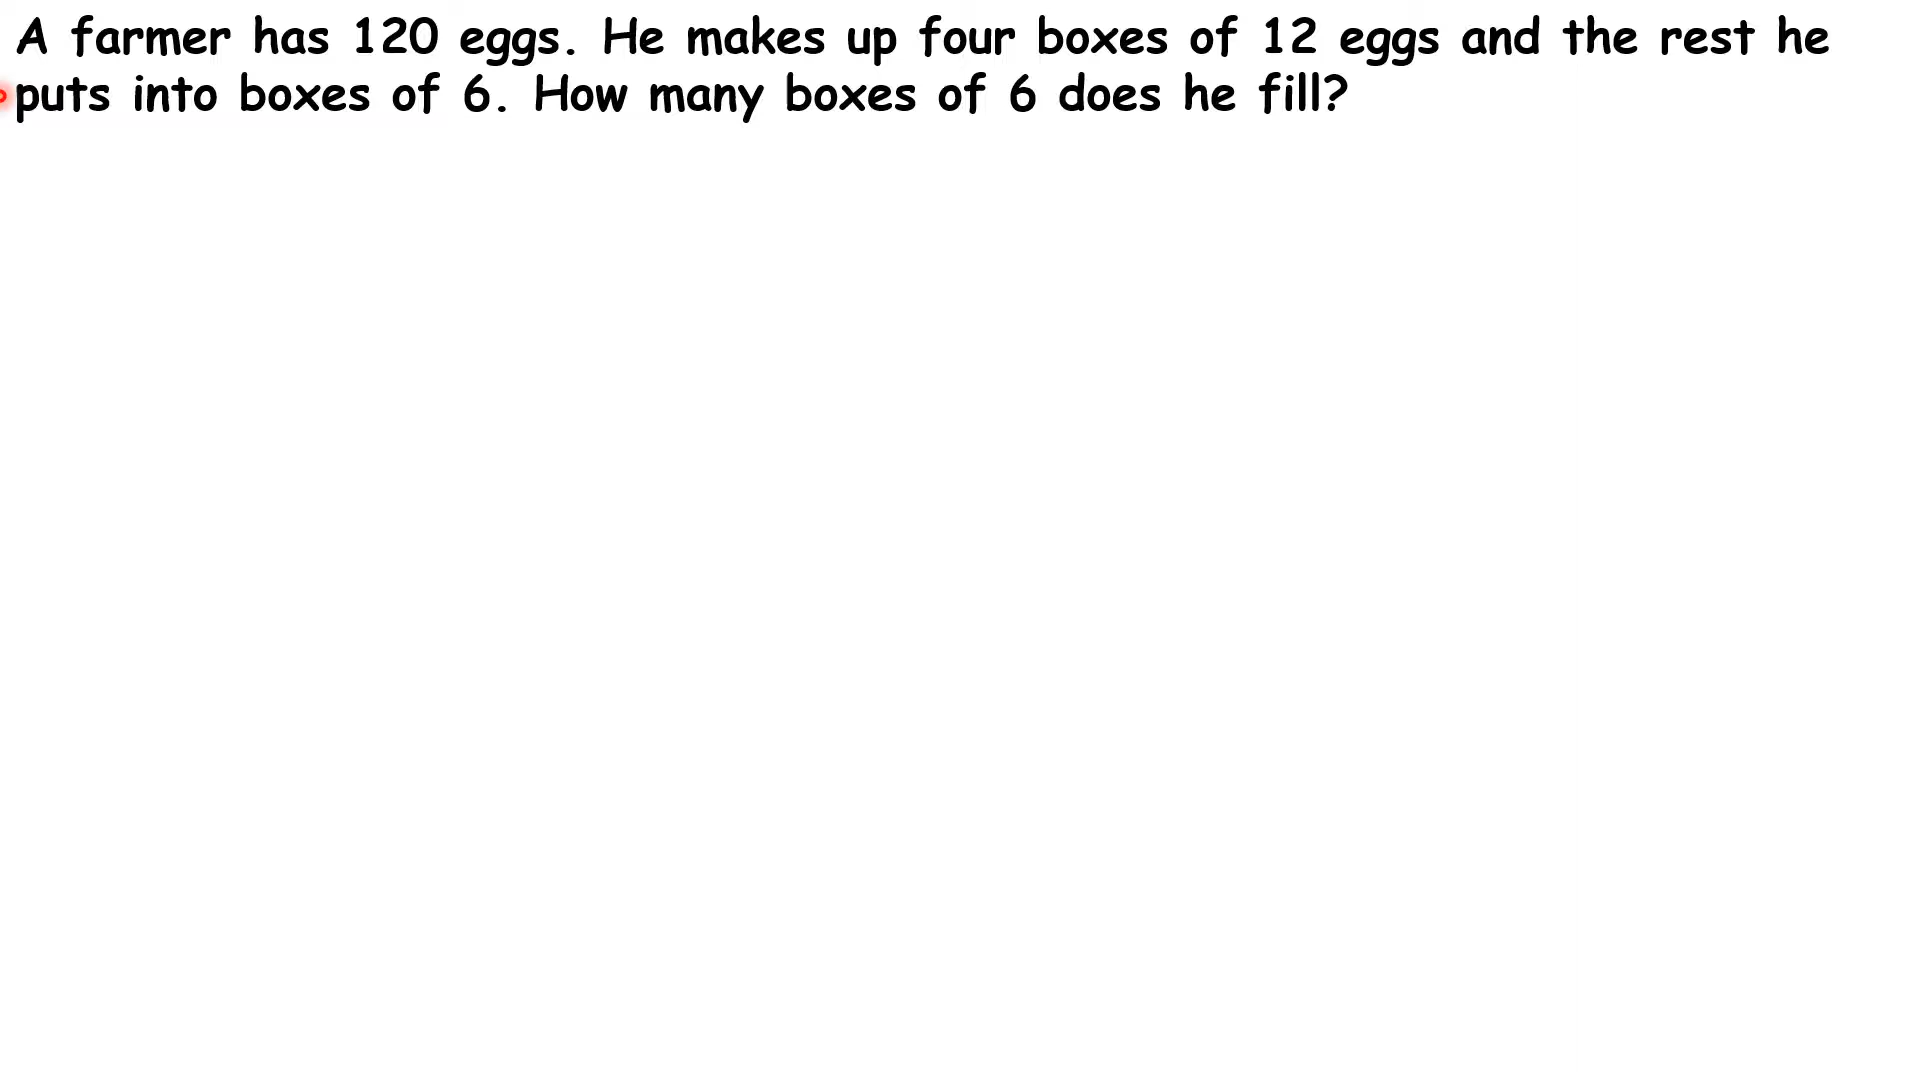 A farmer has 120 eggs. He makes up four boxes of 12 eggs and the rest he
puts into boxes of 6. How many boxes of 6 does he fill?